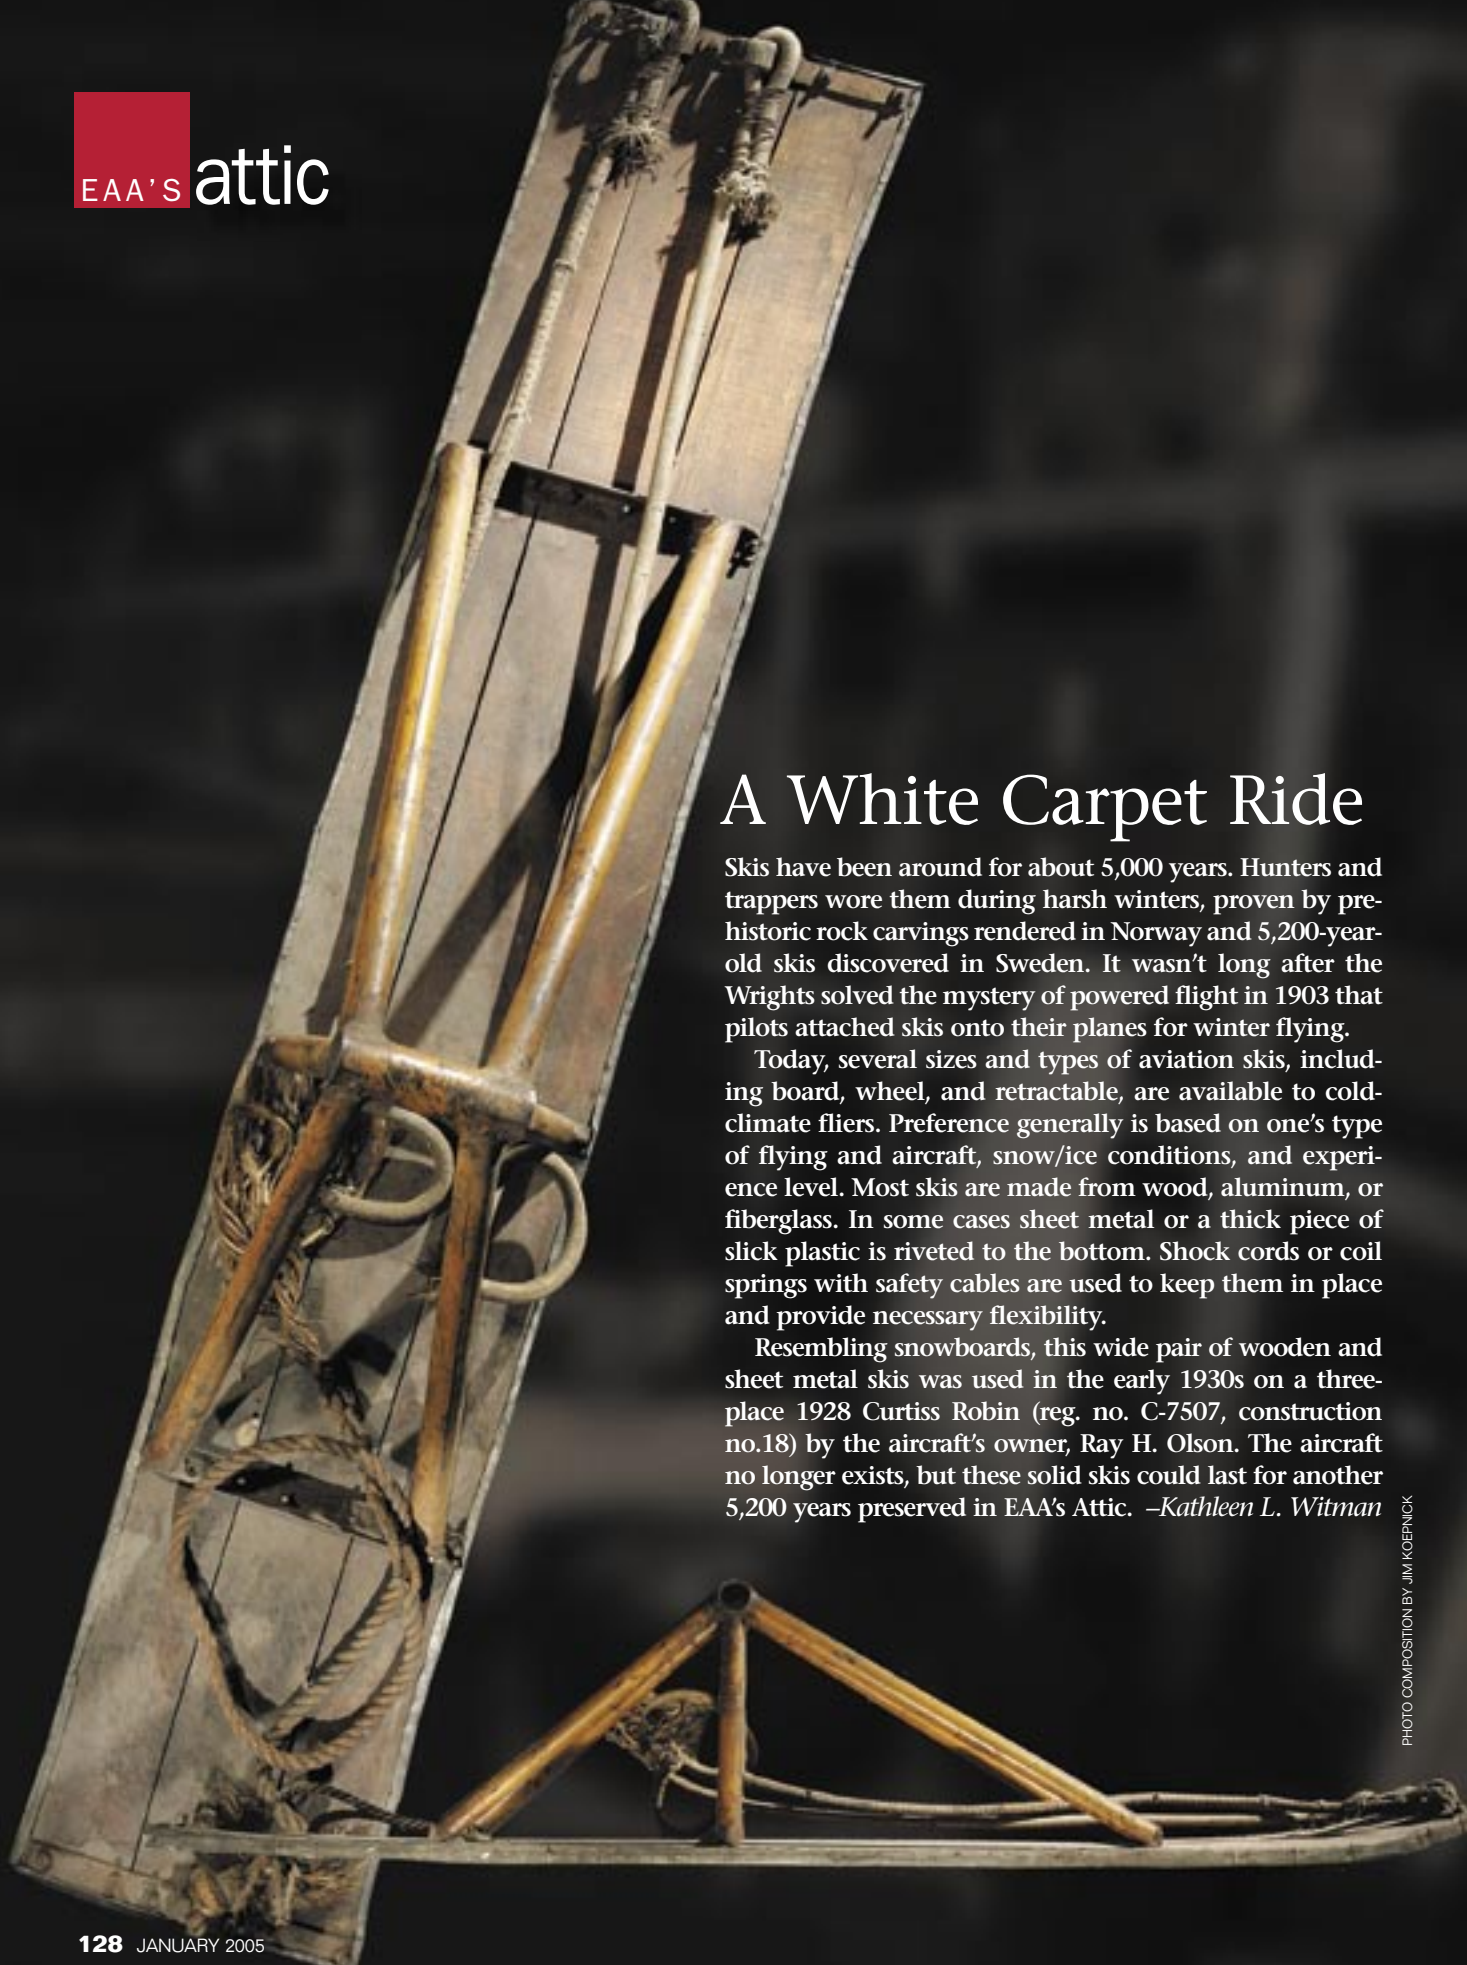 EAA'S attic
A White Carpet Ride
Skis have been around for about 5,000 years. Hunters and
trappers wore them during harsh winters, proven by pre-
historic rock carvings rendered in Norway and 5,200-year-
old skis discovered in Sweden. It wasn't long after the
Wrights solved the mystery of powered flight in 1903 that
pilots attached skis onto their planes for winter flying.
Today, several sizes and types of aviation skis, includ-
ing board, wheel, and retractable, are available to cold-
climate fliers. Preference generally is based on one's type
of flying and aircraft, snow/ice conditions, and experi-
ence level. Most skis are made from wood, aluminum, or
fiberglass. In some cases sheet metal or a thick piece of
slick plastic is riveted to the bottom. Shock cords or coil
springs with safety cables are used to keep them in place
and provide necessary flexibility.
Resembling snowboards, this wide pair of wooden and
sheet metal skis was used in the early 1930s on a three-
place 1928 Curtiss Robin (reg. no. C-7507, construction
no.18) by the aircraft's owner, Ray H. Olson. The aircraft
no longer exists, but these solid skis could last for another
5,200 years preserved in EAA's Attic. –Kathleen L. Witman
PHOTO COMPOSITION BY JIM KOEPNICK
128 JANUARY 2005